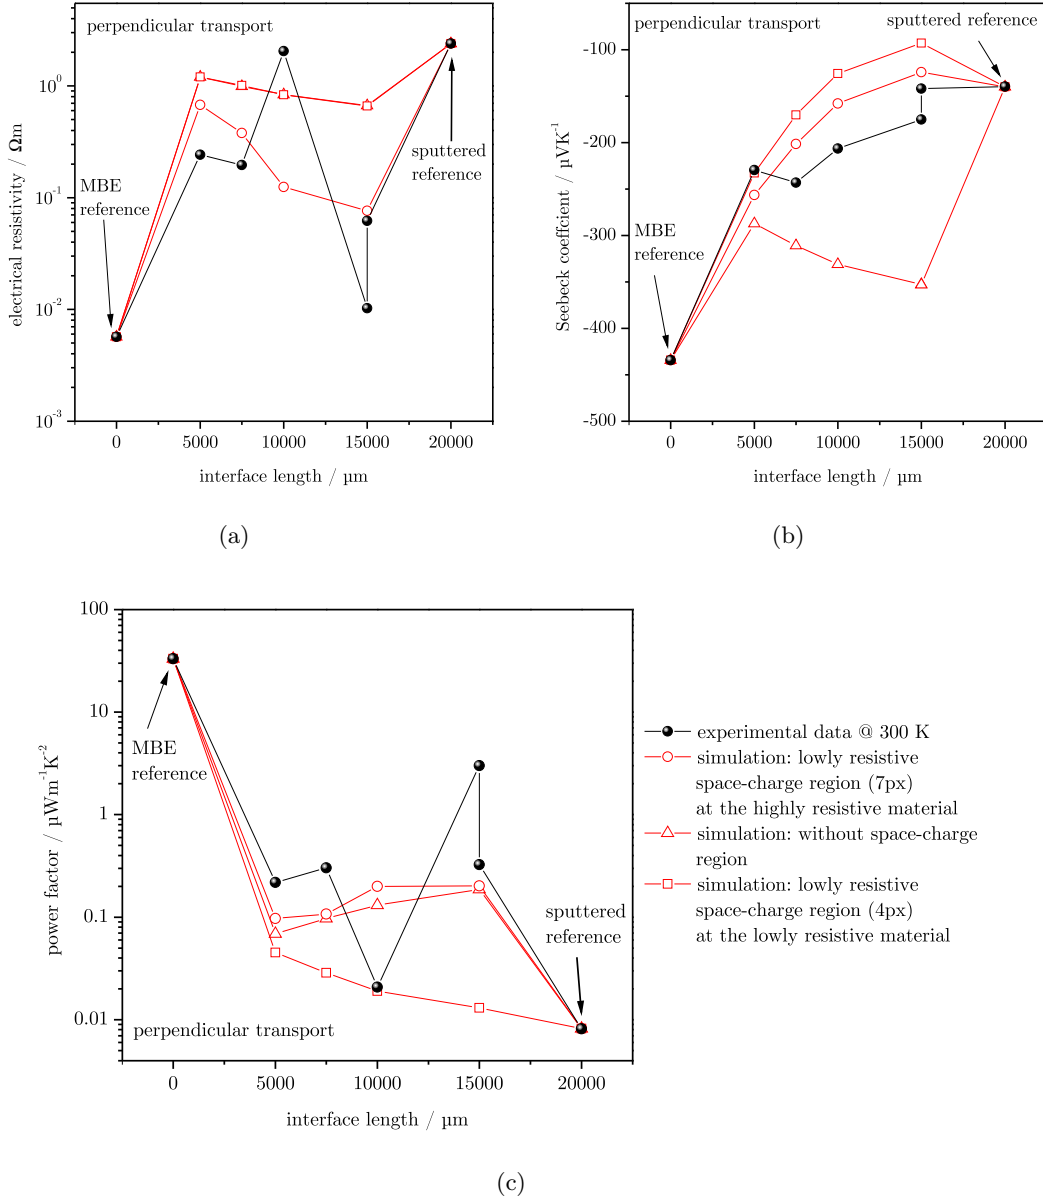 perpendicular transport
electrical resistivity / Ωm
10⁰
10⁻¹
10⁻²
10⁻³
MBE
reference
sputtered
reference
0 5000 10000 15000 20000
interface length / µm
(a)
perpendicular transport
sputtered reference
Seebeck coeffcient / µVK⁻¹
-100
-200
-300
-400
-500
MBE
reference
0 5000 10000 15000 20000
interface length / µm
(b)
power factor / µWm⁻¹K⁻²
100
10
1
0.1
0.01
MBE
reference
sputtered
reference
perpendicular transport
0 5000 10000 15000 20000
interface length / µm
experimental data @ 300 K
simulation: lowly resistive
space-charge region (7px)
at the highly resistive material
simulation: without space-charge
region
simulation: lowly resistive
space-charge region (4px)
at the lowly resistive material
(c)